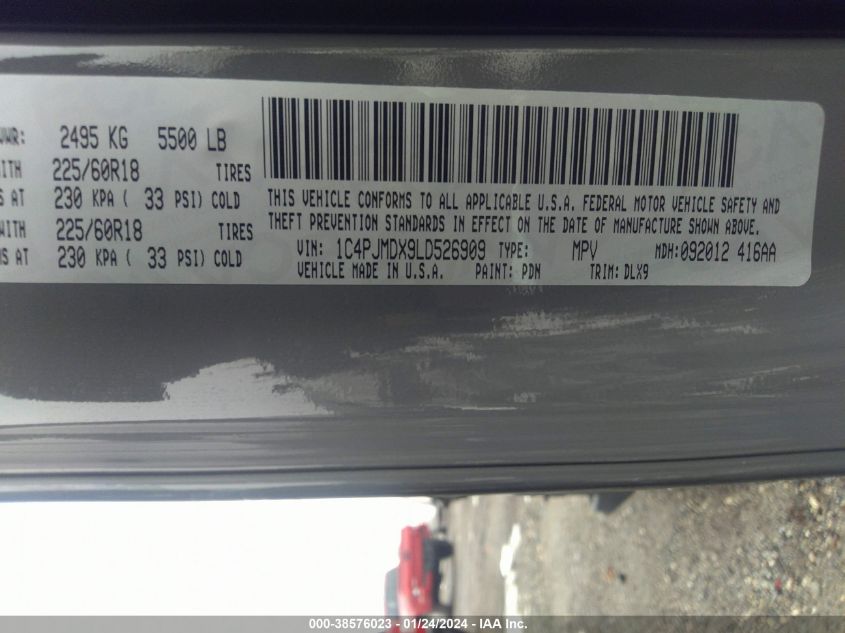 VWR: 2495 KG 5500 LB
ITH 225/60R18 TIRES
S AT 230 KPA ( 33 PSI) COLD
WITH 225/60R18 TIRES
S AT 230 KPA ( 33 PSI) COLD
THIS VEHICLE CONFORMS TO ALL APPLICABLE U.S.A. FEDERAL MOTOR VEHICLE SAFETY AND
THEFT PREVENTION STANDARDS IN EFFECT ON THE DATE OF MANUFACTURE SHOWN ABOVE.
VIN: 1C4PJMDX9LD526909 TYPE: MPV MDH:092012 416AA
VEHICLE MADE IN U.S.A. PAINT: PDN TRIM: DLX9
000-38576023 - 01/24/2024 - IAA Inc.